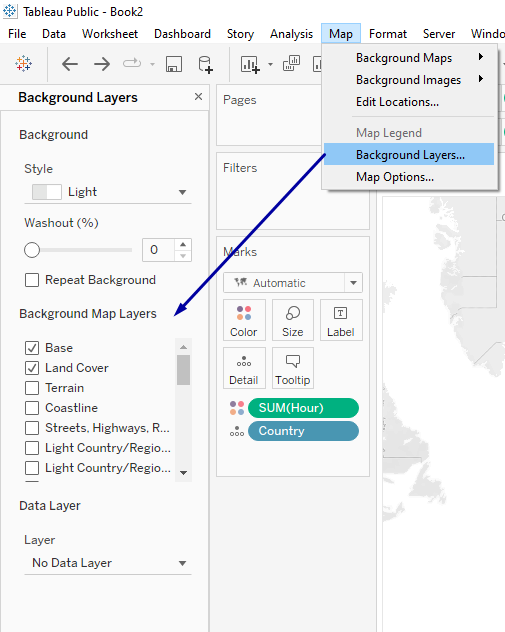 Tableau Public - Book2
File Data Worksheet Dashboard Story Analysis Map Format Server Windo
Background Layers
Background
Style
Light
Washout (%)
0
Repeat Background
Background Map Layers
Base
Land Cover
Terrain
Coastline
Streets, Highways, R...
Light Country/Regio...
Light Country/Regio...
Data Layer
Layer
No Data Layer
Pages
Filters
Marks
Automatic
Color Size Label
Detail Tooltip
SUM(Hour)
Country
Background Maps
Background Images
Edit Locations...
Map Legend
Background Layers...
Map Options...